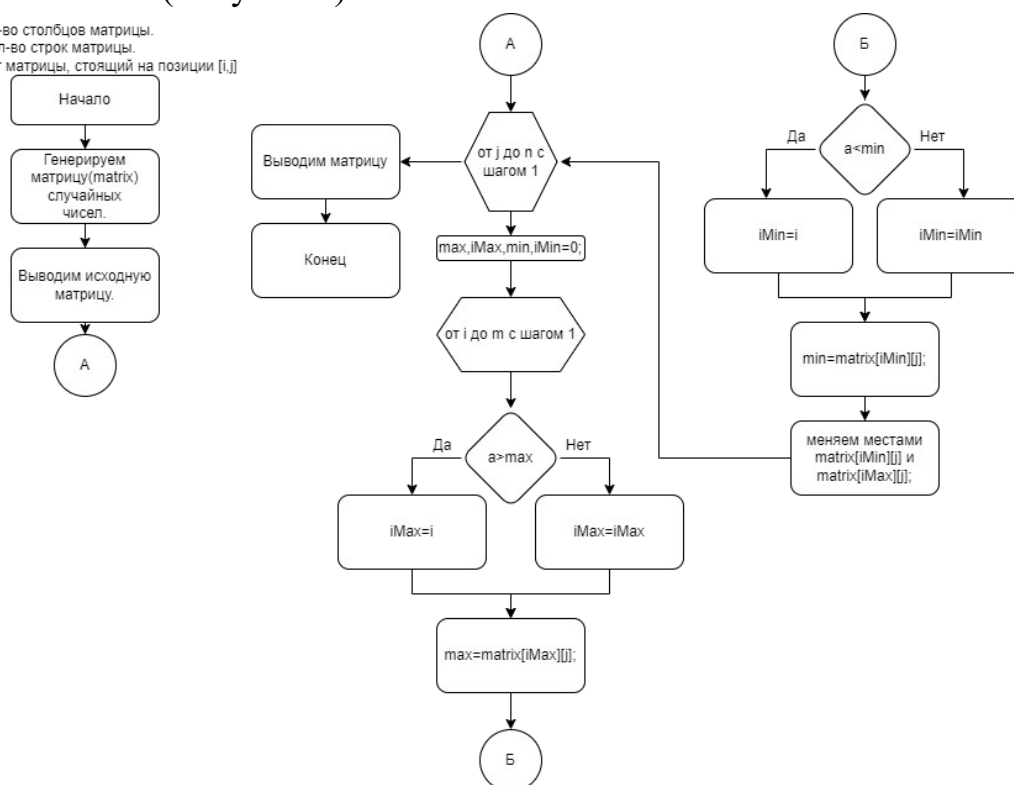 -во столбцов матрицы.
-во строк матрицы.
матрицы, стоящий на позиции [i,j]
Начало
Генерируем
матрицу(matrix)
случайных
чисел.
Выводим исходную
матрицу.
А
А
от j до n с
шагом 1
Выводим матрицу
Конец
max,iMax,min,iMin=0;
от i до m с шагом 1
Да
a>max
Нет
iMax=i
iMax=iMax
max=matrix[iMax][j];
Б
Б
Да
a<min
Нет
iMin=i
iMin=iMin
min=matrix[iMin][j];
меняем местами
matrix[iMin][j] и
matrix[iMax][j];